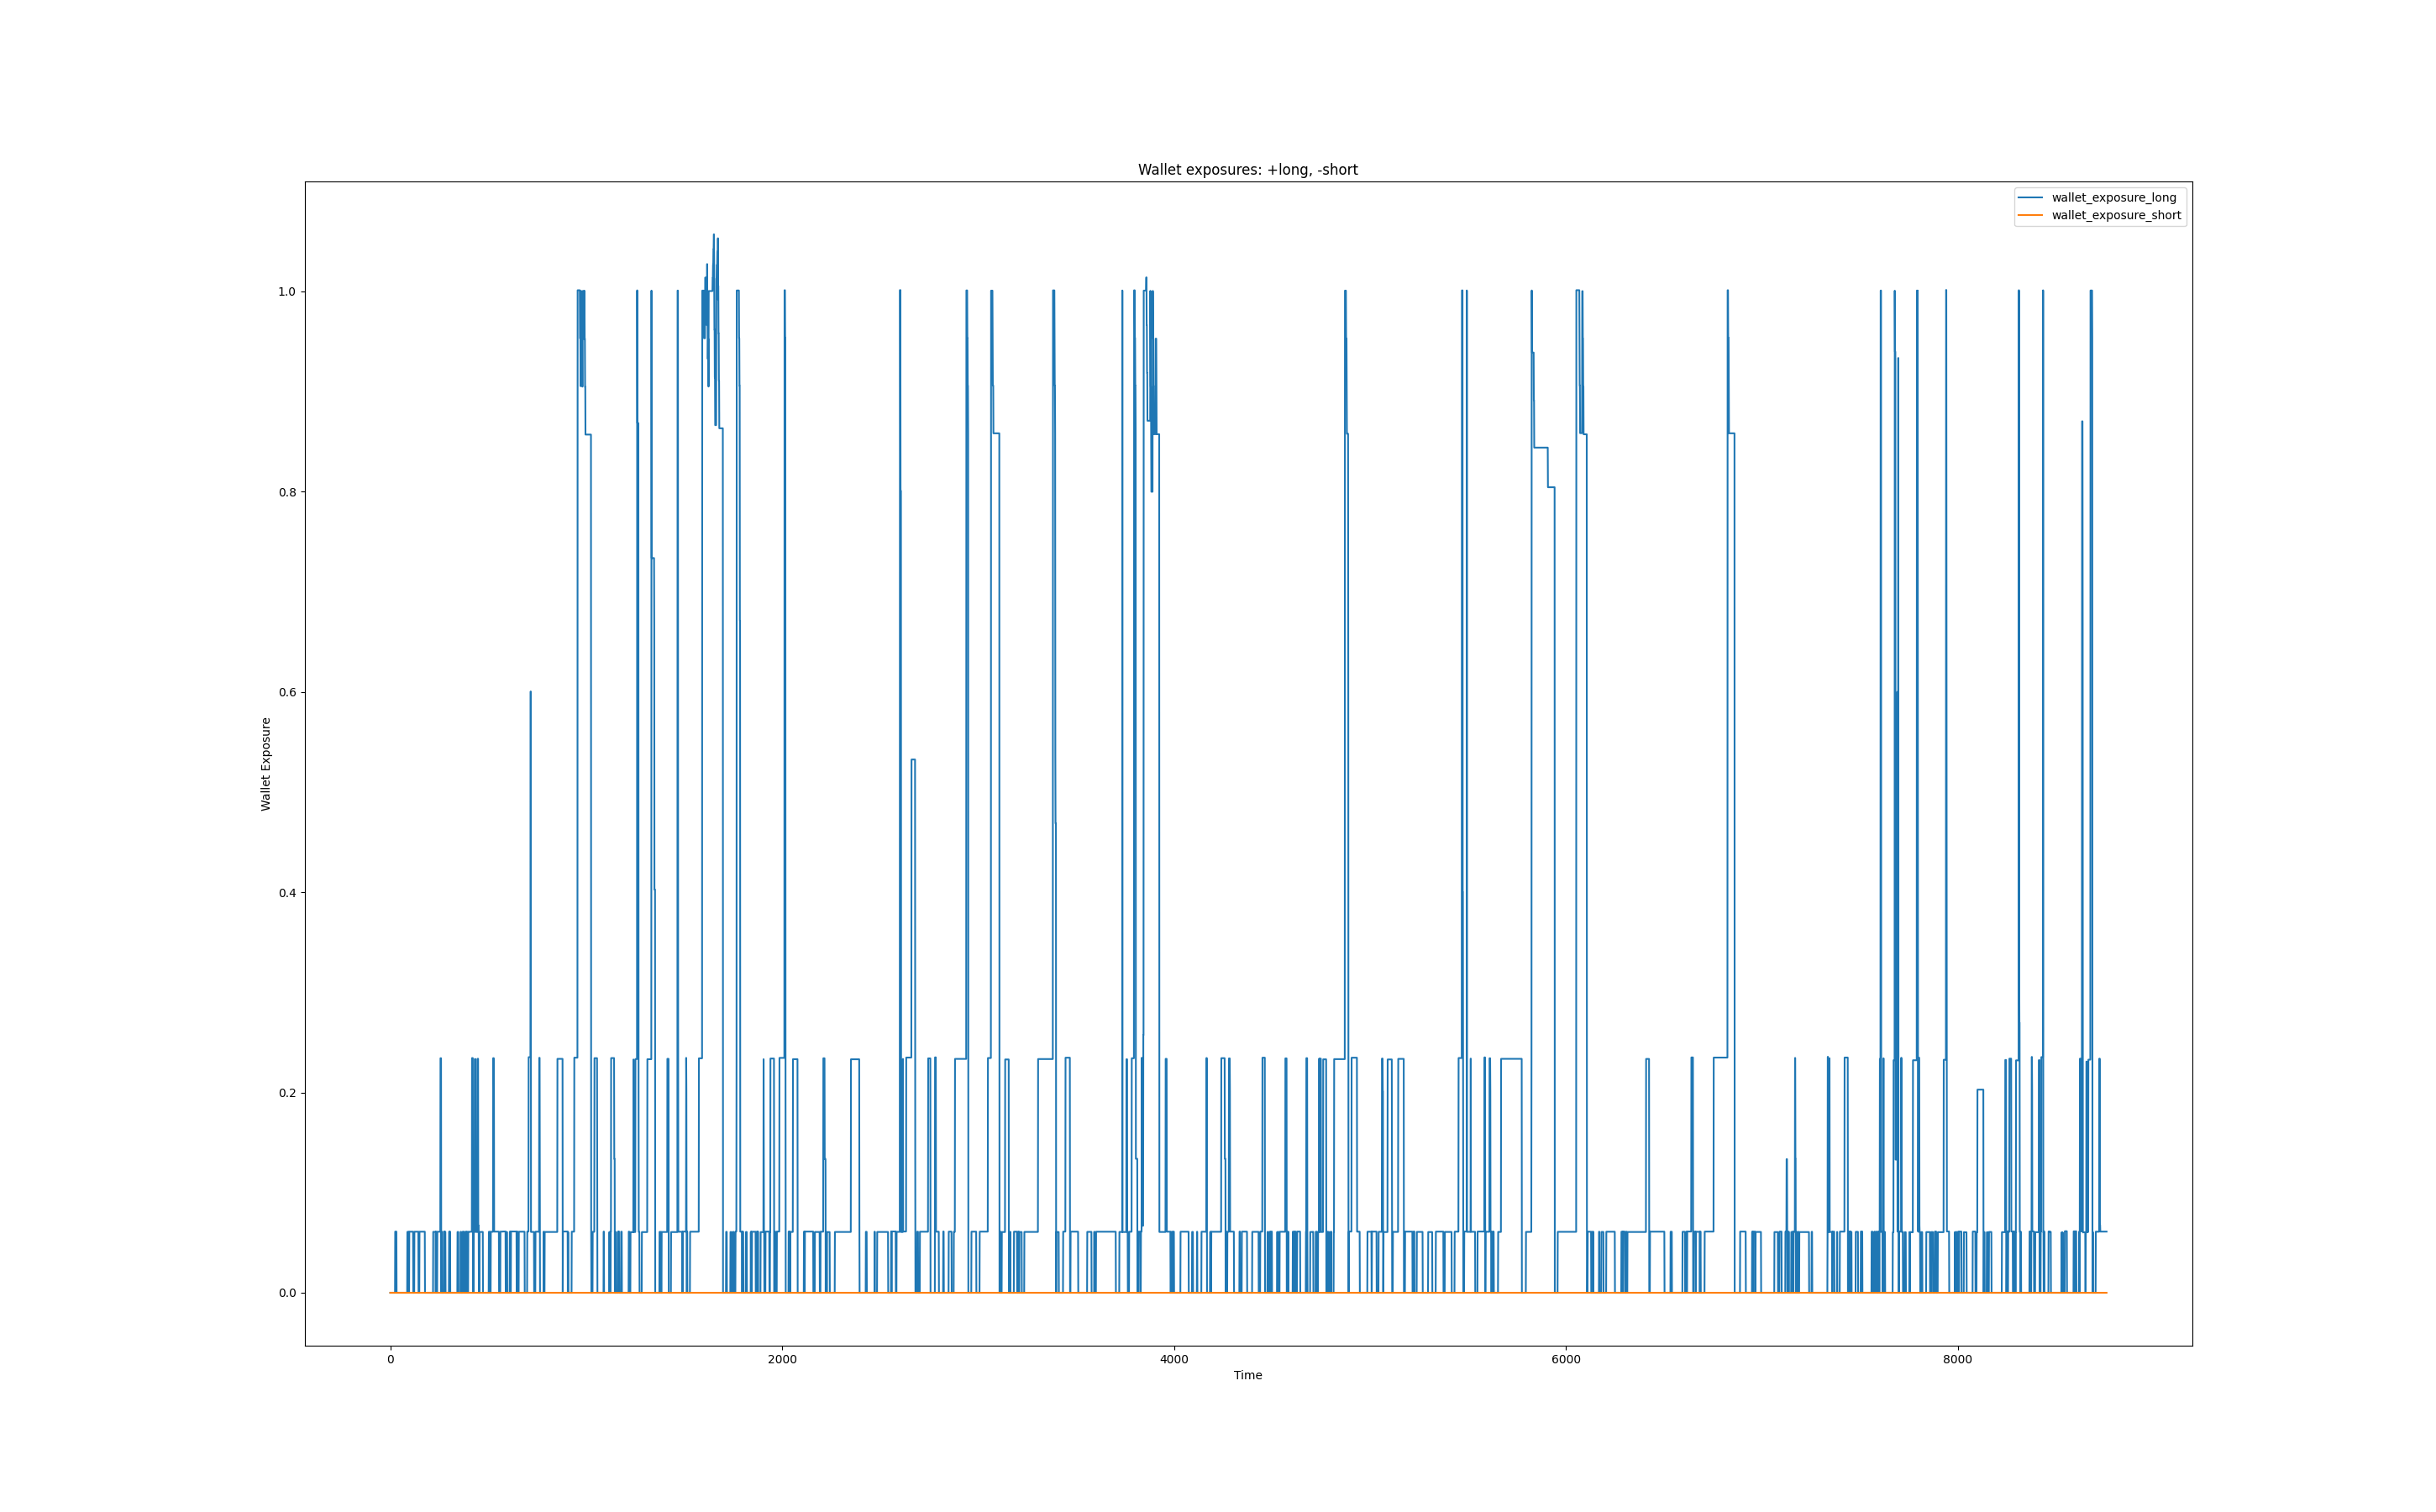 Wallet exposures: +long, -short
wallet_exposure_long
wallet_exposure_short
1.0
0.8
0.6
0.4
0.2
0.0
Wallet Exposure
0 2000 4000 6000 8000
Time